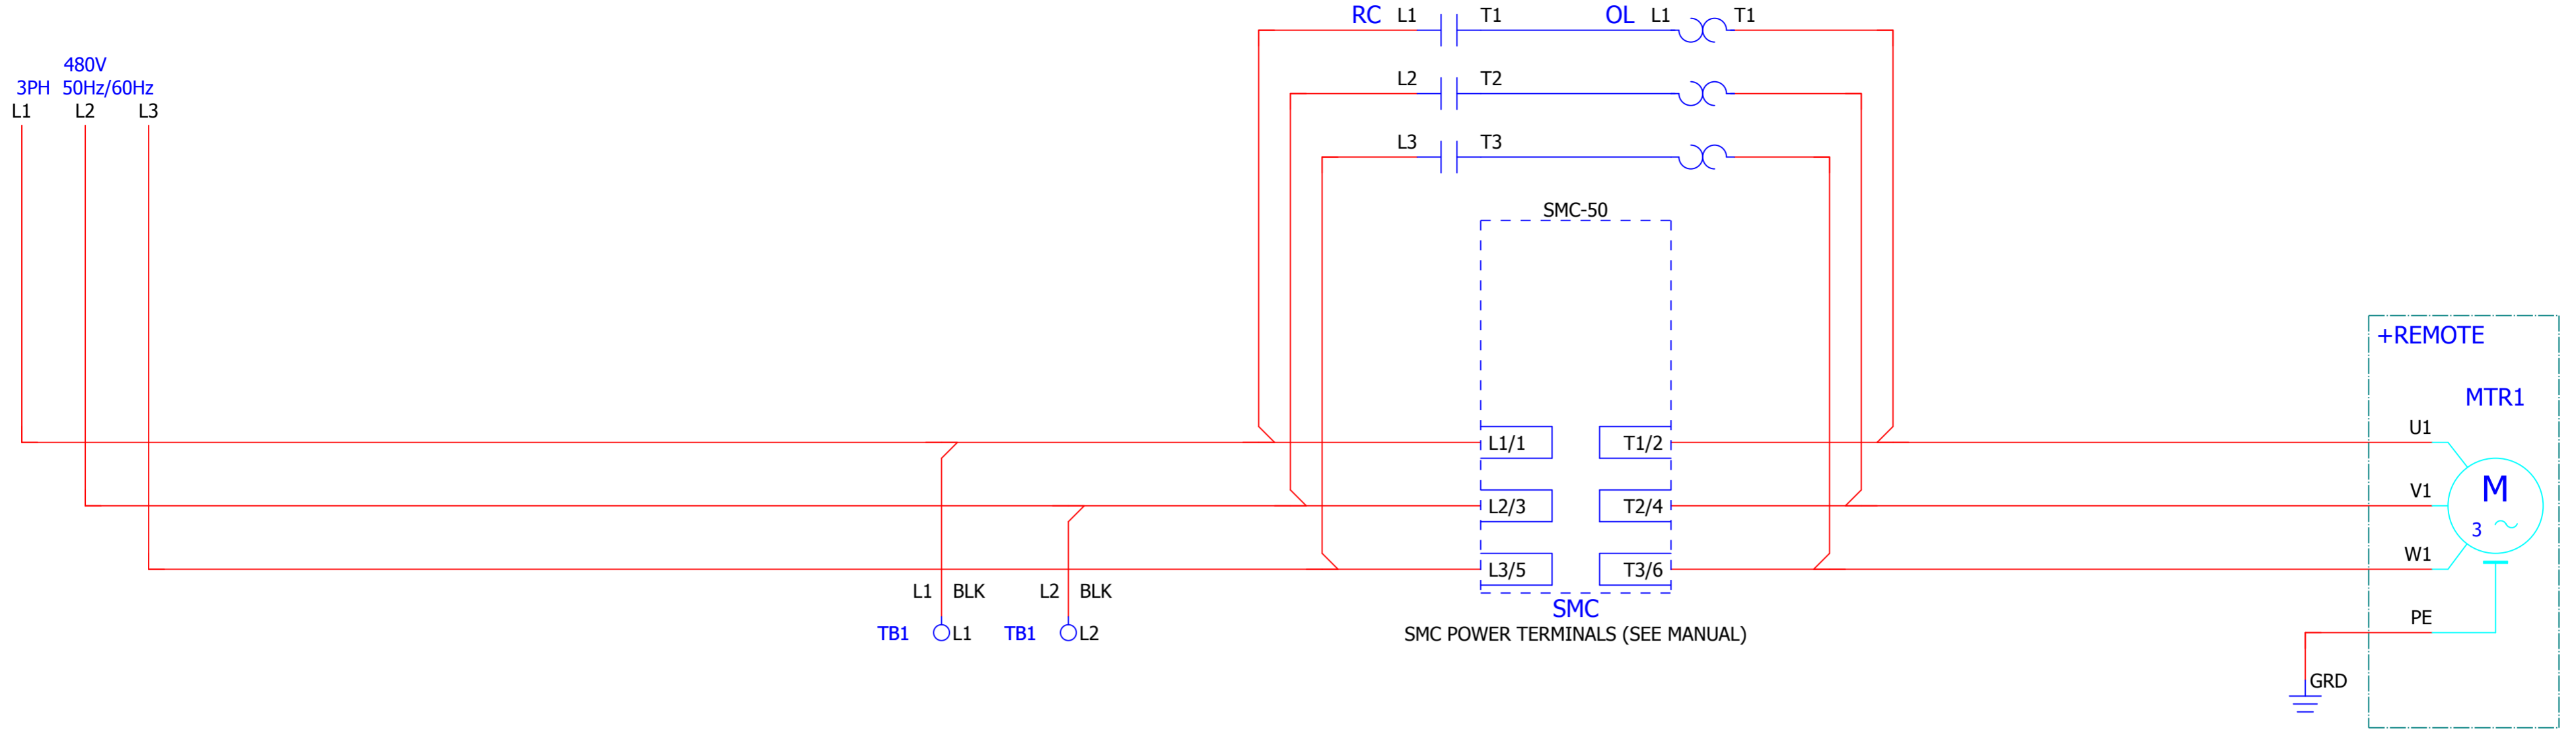 RC L1 T1 OL L1 T1
480V
3PH 50Hz/60Hz
L1 L2 L3
L2 T2
L3 T3
SMC-50
+REMOTE
MTR1
U1
L1/1 T1/2
V1
M
3
L2/3 T2/4
W1
L3/5 T3/6
L1 BLK L2 BLK
SMC
PE
TB1 L1 TB1 L2
SMC POWER TERMINALS (SEE MANUAL)
GRD